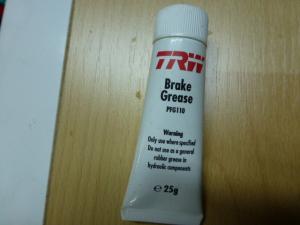 TRW
Brake
Grease
PFG110
Warning
Only use where specified
Do not use as a general
rubber grease in
hydraulic components
℮ 25g